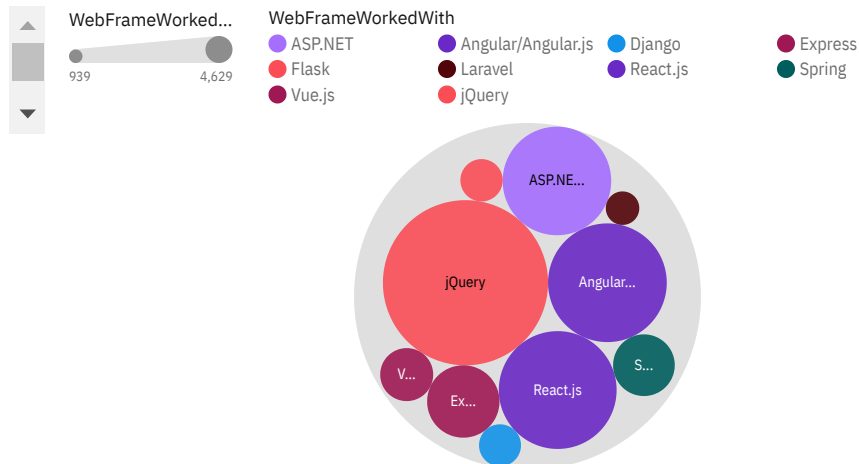 WebFrameWorked...
939 4,629
WebFrameWorkedWith
ASP.NET Angular/Angular.js Django Express
Flask Laravel React.js Spring
Vue.js jQuery
ASP.NE...
jQuery
Angular...
S...
V...
React.js
Ex...